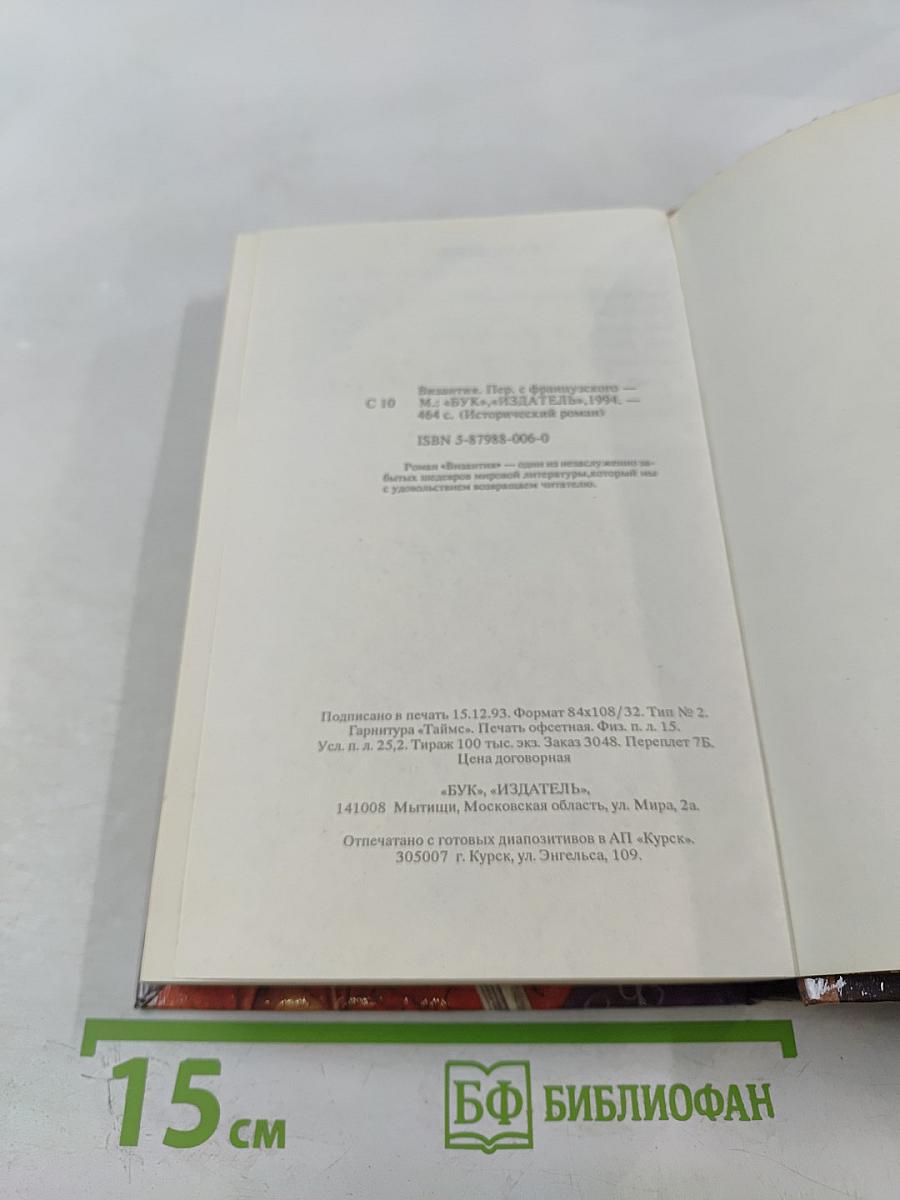 Византия. Пер. с французского —
С 10 М.: «БУК»,«ИЗДАТЕЛЬ»,1994. —
464 с. (Исторический роман)
ISBN 5-87988-006-0
Роман «Византия» — один из незаслуженно за-
бытых шедевров мировой литературы,который мы
с удовольствием возвращаем читателю.
Подписано в печать 15.12.93. Формат 84x108/32. Тип № 2.
Гарнитура «Таймс». Печать офсетная. Физ. п. л. 15.
Усл. п. л. 25,2. Тираж 100 тыс. экз. Заказ 3048. Переплет 7Б.
Цена договорная
«БУК», «ИЗДАТЕЛЬ»,
141008 Мытищи, Московская область, ул. Мира, 2а.
Отпечатано с готовых диапозитивов в АП «Курск».
305007 г. Курск, ул. Энгельса, 109.
15 см
БФ БИБЛИОФАН